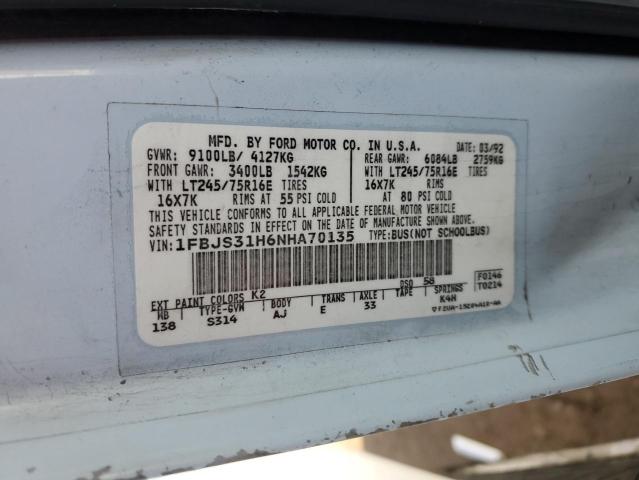 MFD. BY FORD MOTOR CO. IN U.S.A.
DATE: 03/92
GVWR: 9100LB/ 4127KG
FRONT GAWR: 3400LB 1542KG
REAR GAWR: 6084LB 2759KG
WITH LT245/75R16E TIRES
WITH LT245/75R16E TIRES
16X7K RIMS AT 55 PSI COLD
16X7K RIMS
AT 80 PSI COLD
THIS VEHICLE CONFORMS TO ALL APPLICABLE FEDERAL MOTOR VEHICLE
SAFETY STANDARDS IN EFFECT ON THE DATE OF MANUFACTURE SHOWN ABOVE
VIN: 1FBJS31H6NHA70135 TYPE: BUS(NOT SCHOOLBUS)
F0146
T0214
EXT PAINT COLORS K2 DSO 58
WB TYPE-GVW BODY TRANS AXLE TAPE SPRINGS
138 S314 AJ E 33 K4H